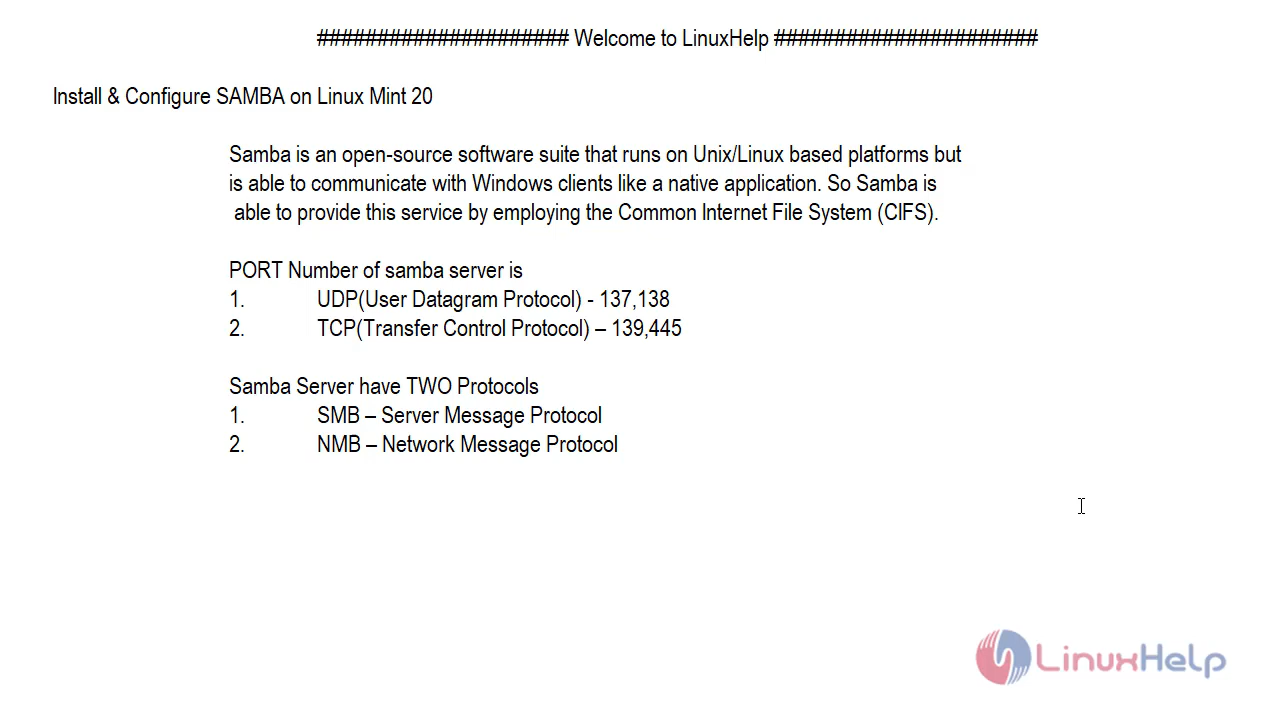 ##################### Welcome to LinuxHelp ######################
Install & Configure SAMBA on Linux Mint 20
Samba is an open-source software suite that runs on Unix/Linux based platforms but
is able to communicate with Windows clients like a native application. So Samba is
able to provide this service by employing the Common Internet File System (CIFS).
PORT Number of samba server is
1. UDP(User Datagram Protocol) - 137,138
2. TCP(Transfer Control Protocol) – 139,445
Samba Server have TWO Protocols
1. SMB – Server Message Protocol
2. NMB – Network Message Protocol
LinuxHelp